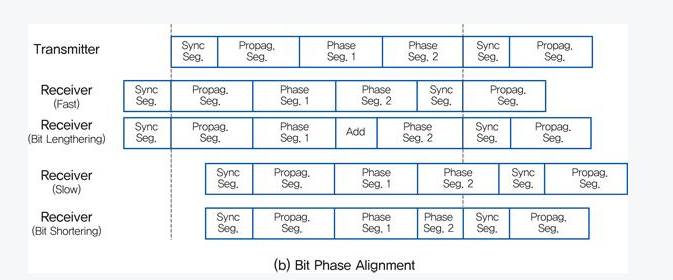 Transmitter
Sync Propag. Phase Phase Sync Propag.
Seg. Seg. Seg. 1 Seg. 2 Seg. Seg.
Receiver
(Fast)
Sync Propag. Phase Phase Sync Propag.
Seg. Seg. Seg. 1 Seg. 2 Seg. Seg.
Receiver
(Bit Lengthering)
Sync Propag. Phase Add Phase Sync Propag.
Seg. Seg. Seg. 1 Seg. 2 Seg. Seg.
Receiver
(Slow)
Sync Propag. Phase Phase Sync Propag.
Seg. Seg. Seg. 1 Seg. 2 Seg. Seg.
Receiver
(Bit Shortering)
Sync Propag. Phase Phase Sync Propag.
Seg. Seg. Seg. 1 Seg. 2 Seg. Seg.
(b) Bit Phase Alignment